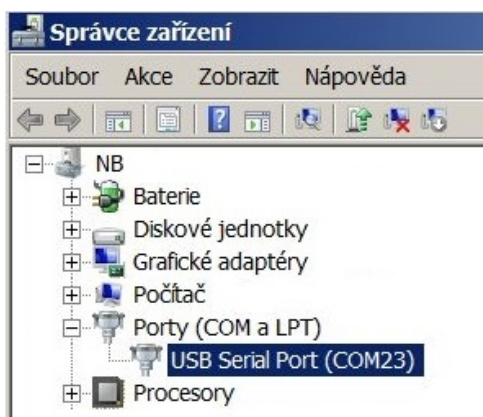 Správce zařízení
Soubor Akce Zobrazit Nápověda
NB
Baterie
Diskové jednotky
Grafické adaptéry
Počítač
Porty (COM a LPT)
USB Serial Port (COM23)
Procesory